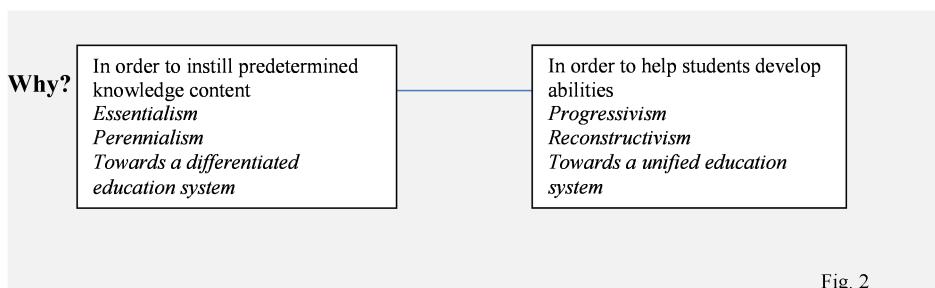 Why?
In order to instill predetermined
knowledge content
Essentialism
Perennialism
Towards a differentiated
education system
In order to help students develop
abilities
Progressivism
Reconstructivism
Towards a unified education
system
Fig. 2